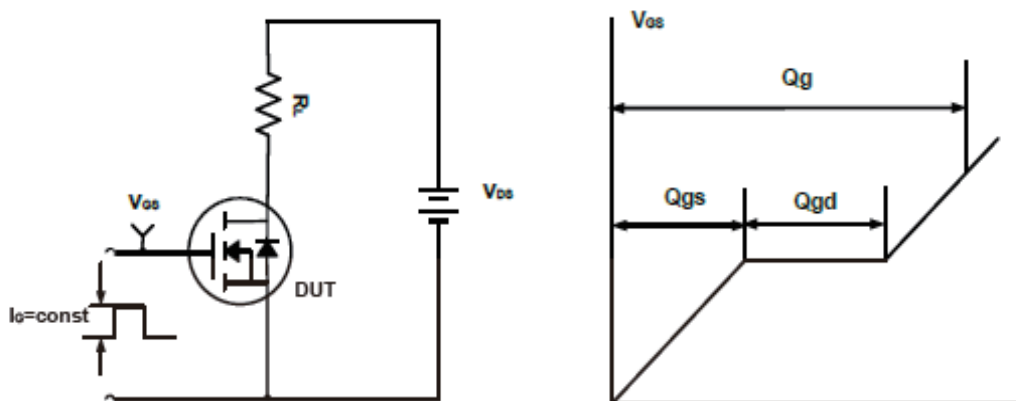 RL
VGS
VDS
DUT
IG=const
VGS
Qg
Qgs
Qgd